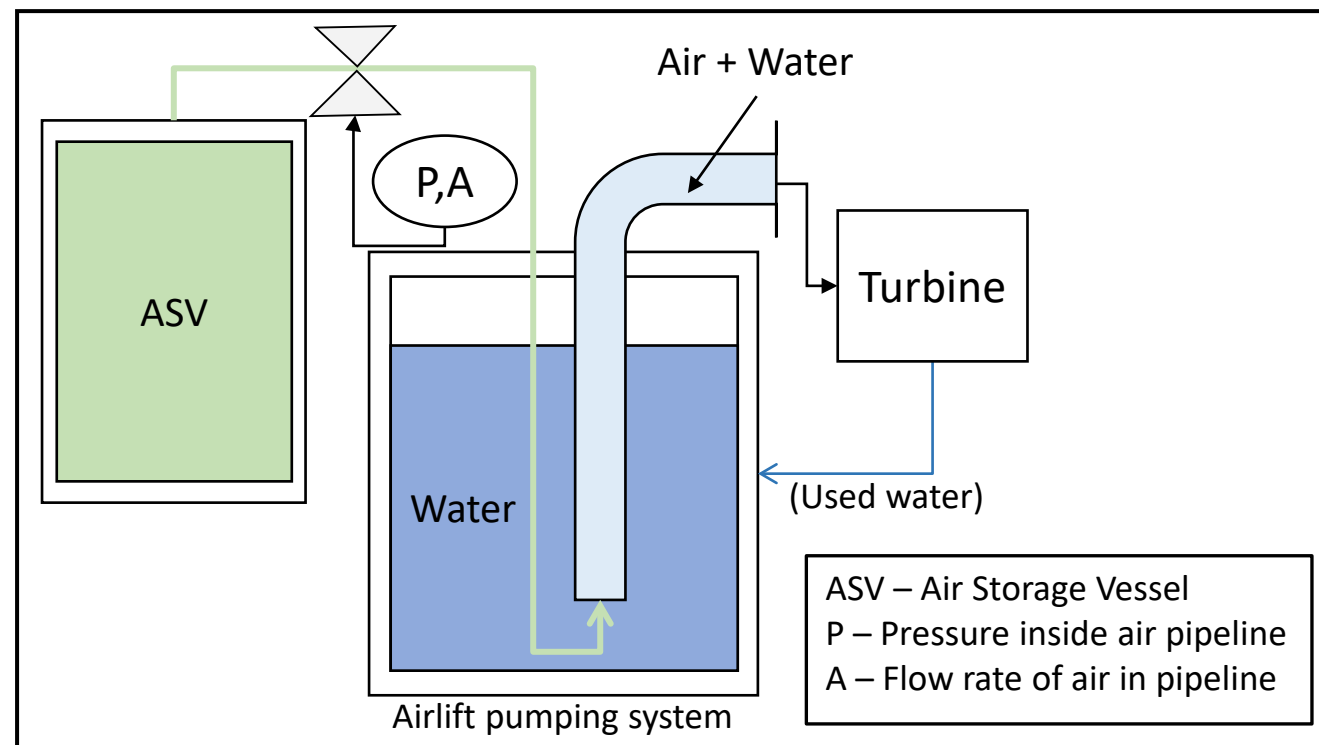 Air + Water
P,A
ASV
Turbine
Water
(Used water)
ASV – Air Storage Vessel
P – Pressure inside air pipeline
A – Flow rate of air in pipeline
Airlift pumping system